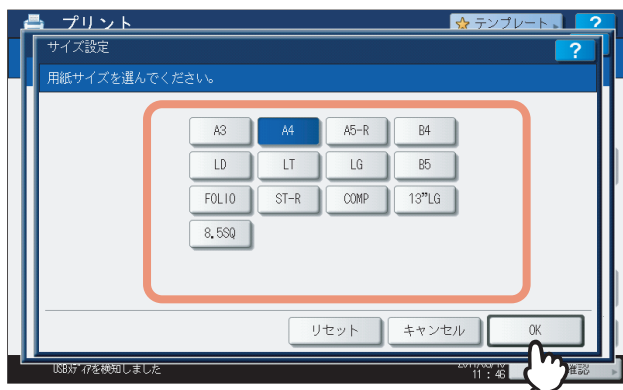 プリント
テンプレート
?
サイズ設定
?
用紙サイズを選んでください。
A3 A4 A5-R B4
LD LT LG B5
FOLIO ST-R COMP 13"LG
8.5SQ
リセット キャンセル OK
USBﾒﾃﾞｨｱを検知しました
11:46